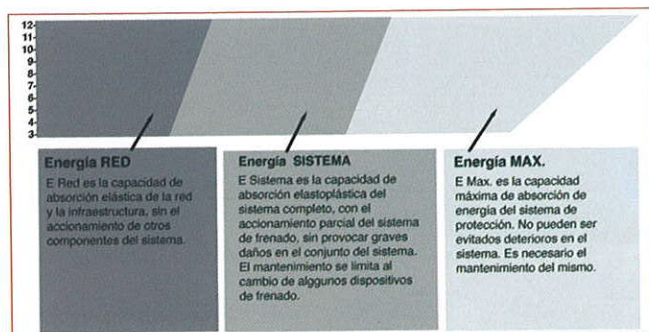 12
11
10
9
8
7
6
5
4
3
Energía RED
E Red es la capacidad de
absorción elástica de la red
y la infraestructura, sin el
accionamiento de otros
componentes del sistema.
Energía SISTEMA
E Sistema es la capacidad de
absorción elastoplástica del
sistema completo, con el
accionamiento parcial del sistema
de frenado, sin provocar graves
daños en el conjunto del sistema.
El mantenimiento se limita al
cambio de alggunos dispositivos
de frenado.
Energía MAX.
E Max. es la capacidad
máxima de absorción de
energía del sistema de
protección. No pueden ser
evitados deterioros en el
sistema. Es necesario el
mantenimiento del mismo.